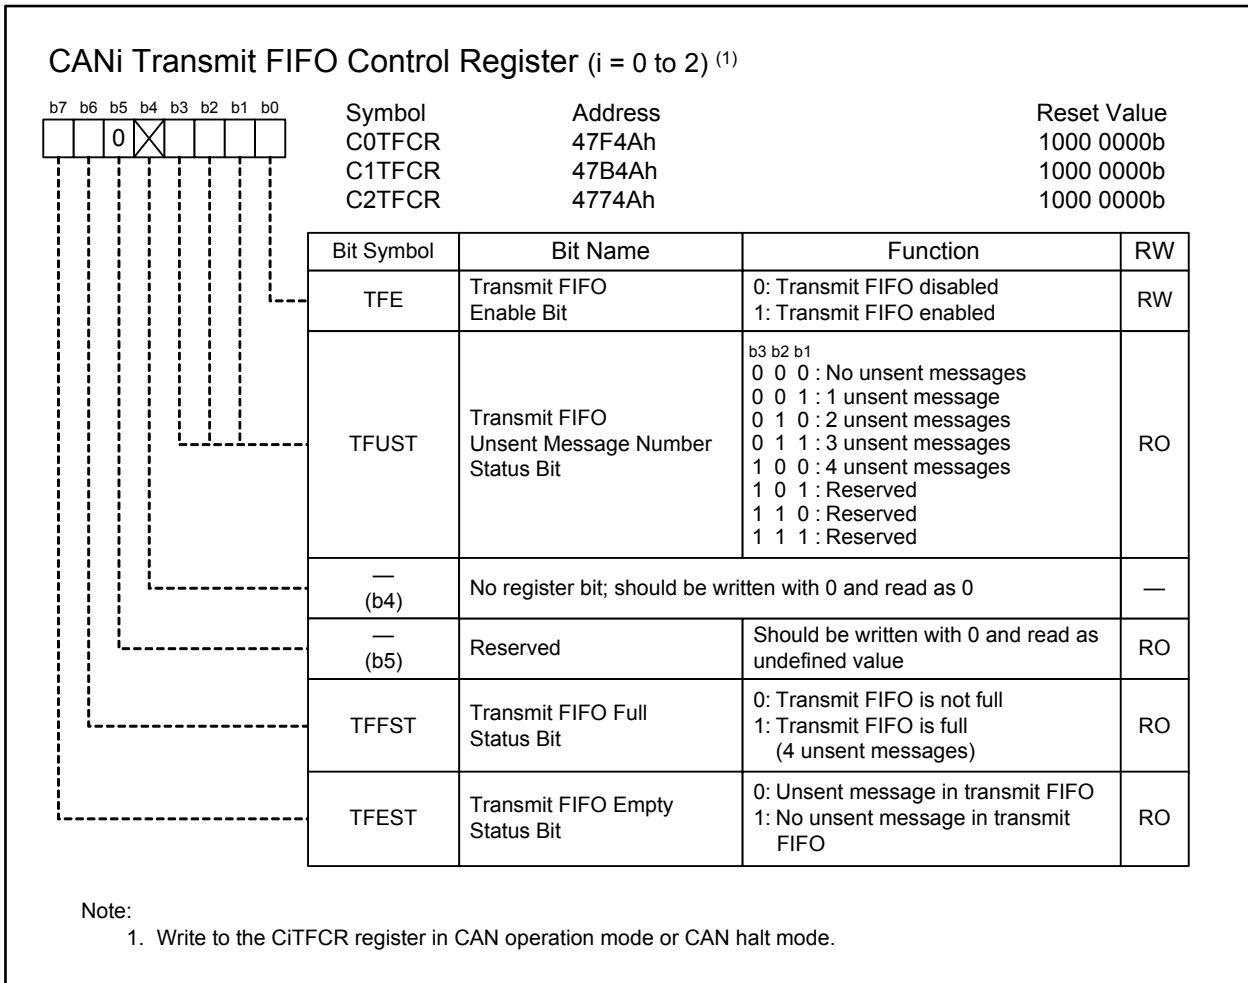 CANi Transmit FIFO Control Register (i = 0 to 2) (1)
b7 b6 b5 b4 b3 b2 b1 b0
0
Symbol Address Reset Value
C0TFCR 47F4Ah 1000 0000b
C1TFCR 47B4Ah 1000 0000b
C2TFCR 4774Ah 1000 0000b
Bit Symbol Bit Name Function RW
TFE
Transmit FIFO
Enable Bit
0: Transmit FIFO disabled
1: Transmit FIFO enabled
RW
TFUST
Transmit FIFO
Unsent Message Number
Status Bit
b3 b2 b1
0 0 0 : No unsent messages
0 0 1 : 1 unsent message
0 1 0 : 2 unsent messages
0 1 1 : 3 unsent messages
1 0 0 : 4 unsent messages
1 0 1 : Reserved
1 1 0 : Reserved
1 1 1 : Reserved
RO
—
(b4)
No register bit; should be written with 0 and read as 0
—
—
(b5)
Reserved
Should be written with 0 and read as
undefined value
RO
TFFST
Transmit FIFO Full
Status Bit
0: Transmit FIFO is not full
1: Transmit FIFO is full
(4 unsent messages)
RO
TFEST
Transmit FIFO Empty
Status Bit
0: Unsent message in transmit FIFO
1: No unsent message in transmit
FIFO
RO
Note:
1. Write to the CiTFCR register in CAN operation mode or CAN halt mode.